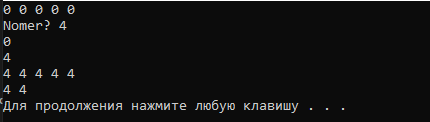 0 0 0 0 0
Nomer? 4
0
4
4 4 4 4 4
4 4
Для продолжения нажмите любую клавишу . . .